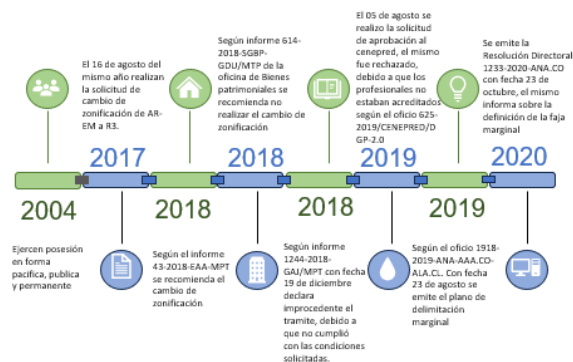 El 16 de agosto del
mismo año realizan
la solicitud de
cambio de
zonificación de AR-
EM a R3.
Según informe 614-
2018-SGBP-
GDU/MTP de la
oficina de Bienes
patrimoniales se
recomienda no
realizar el cambio de
zonificación
El 05 de agosto se
realizo la solicitud
de aprobación al
cenepred, el mismo
fue rechazado,
debido a que los
profesionales no
estaban acreditados
según el oficio 625-
2019/CENEPRED/D
GP-2.0
Se emite la
Resolución Directoral
1233-2020-ANA.CO
con fecha 23 de
octubre, el mismo
informa sobre la
definición de la faja
marginal
2017
2018
2019
2020
2004
2018
2018
2019
Ejercen posesión en
forma
pacifica, publica
y permanente
Según el informe
43-2018-EAA-MPT
se recomienda el
cambio de
zonificación
Según informe
1244-2018-
GAJ/MPT con fecha
19 de diciembre
declara
improcedente el
tramite, debido a
que no cumplió
con las condiciones
solicitadas.
Según el oficio 1918-
2019-ANA-AAA.CO-
ALA.CL. Con fecha
23 de agosto se
emite el plano de
delimitación
marginal